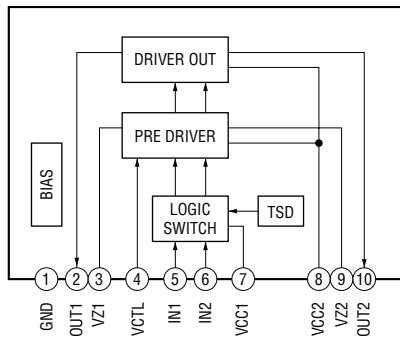 DRIVER OUT
PRE DRIVER
BIAS
LOGIC
SWITCH
TSD
1 2 3 4 5 6 7 8 9 10
GND OUT1 VZ1 VCTL IN1 IN2 VCC1 VCC2 VZ2 OUT2